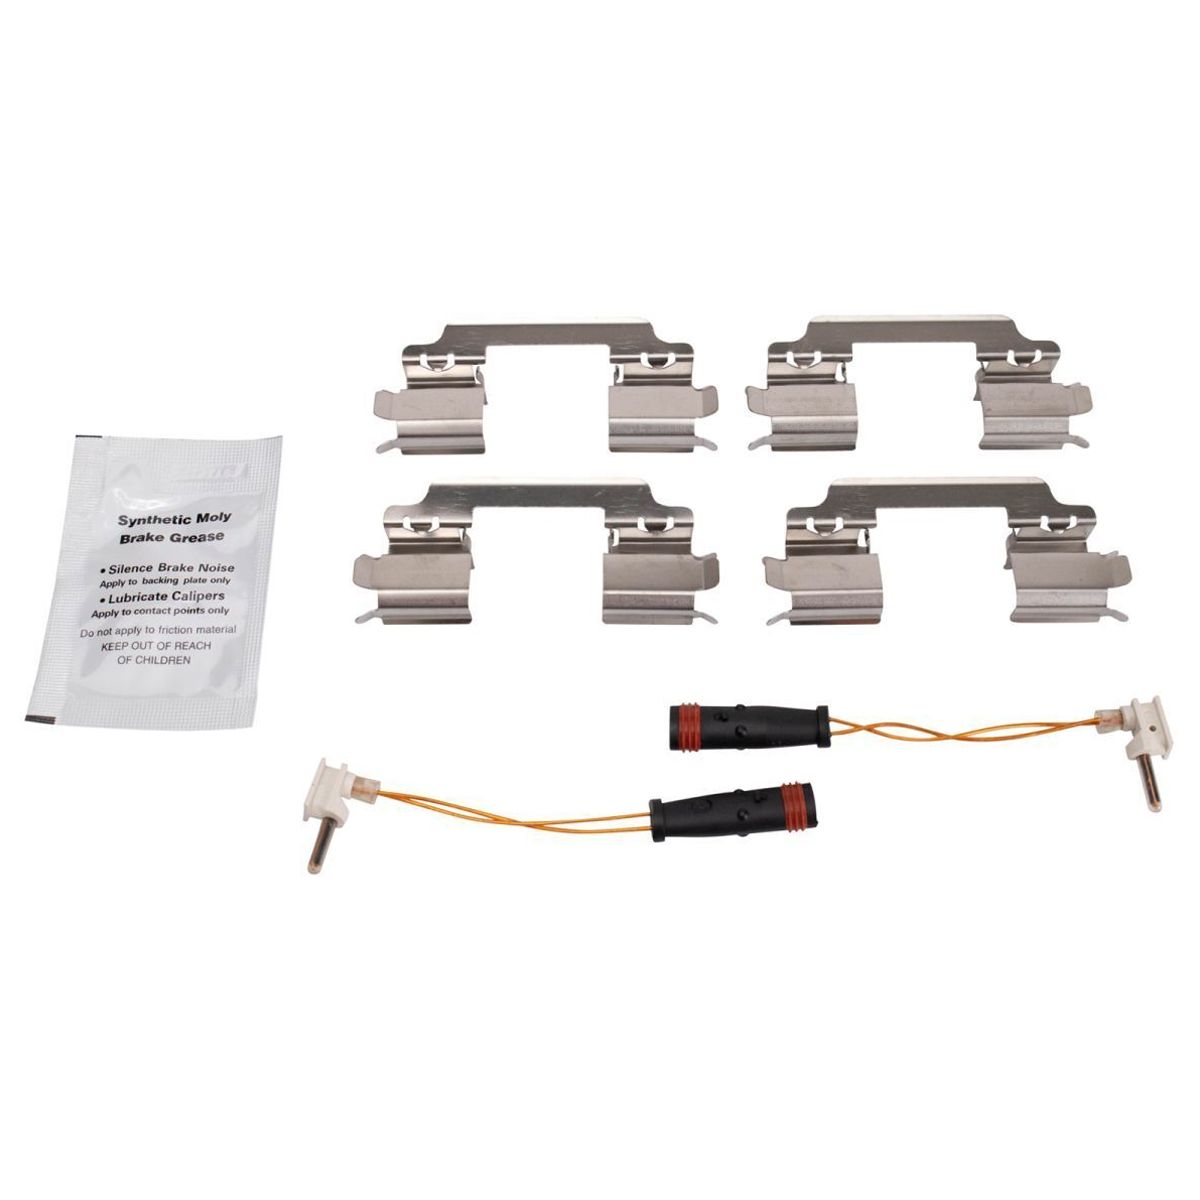 Synthetic Moly
Brake Grease
• Silence Brake Noise
Apply to backing plate only
• Lubricate Calipers
Apply to contact points only
Do not apply to friction material
KEEP OUT OF REACH
OF CHILDREN